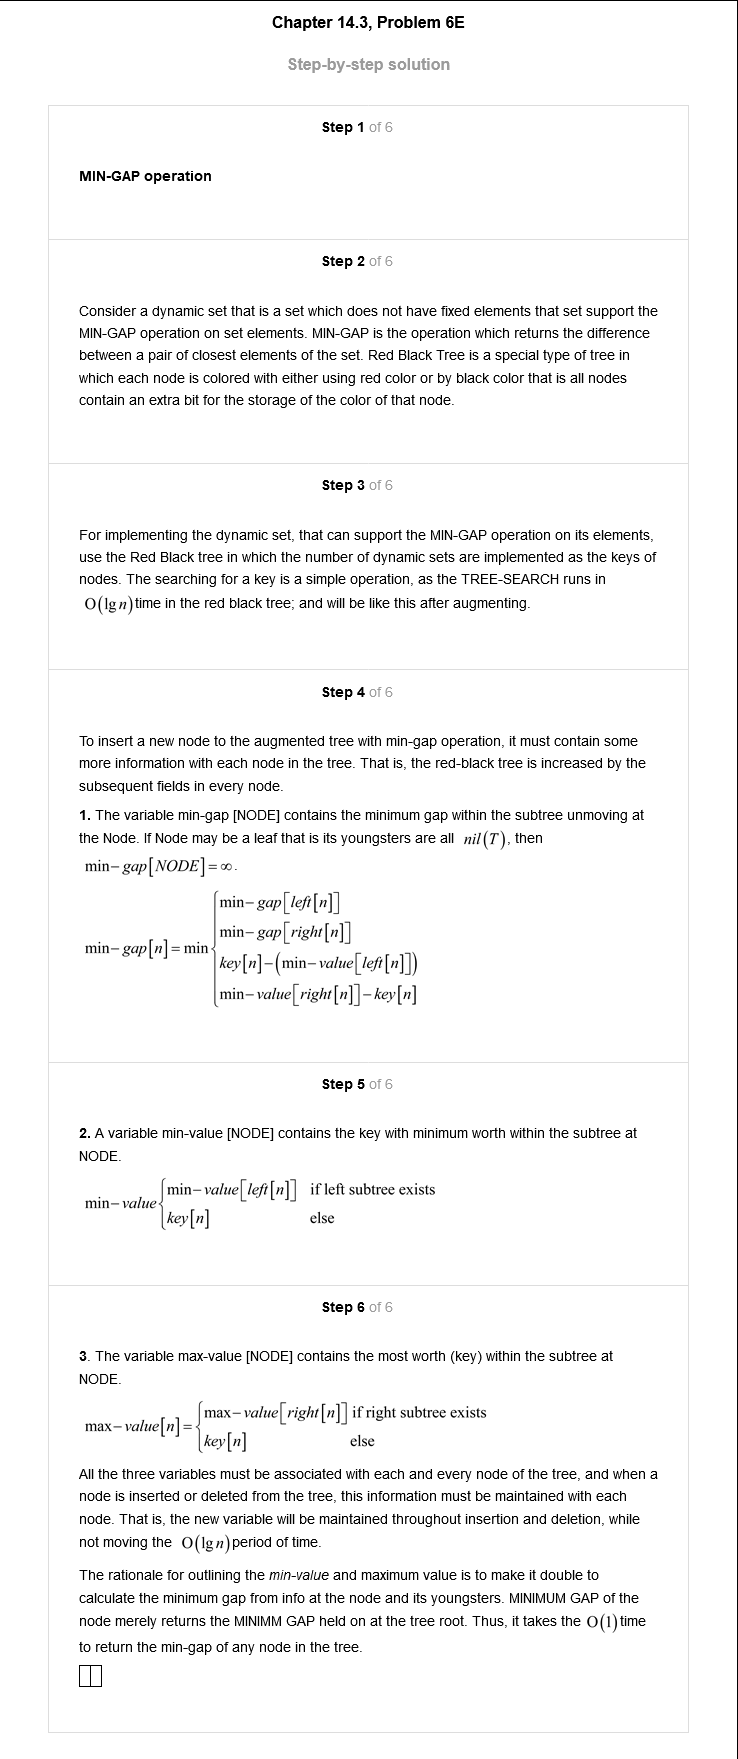 Chapter 14.3, Problem 6E
Step-by-step solution
Step 1 of 6
MIN-GAP operation
Step 2 of 6
Consider a dynamic set that is a set which does not have fixed elements that set support the
MIN-GAP operation on set elements. MIN-GAP is the operation which returns the difference
between a pair of closest elements of the set. Red Black Tree is a special type of tree in
which each node is colored with either using red color or by black color that is all nodes
contain an extra bit for the storage of the color of that node.
Step 3 of 6
For implementing the dynamic set, that can support the MIN-GAP operation on its elements,
use the Red Black tree in which the number of dynamic sets are implemented as the keys of
nodes. The searching for a key is a simple operation, as the TREE-SEARCH runs in
O(lg n) time in the red black tree; and will be like this after augmenting.
Step 4 of 6
To insert a new node to the augmented tree with min-gap operation, it must contain some
more information with each node in the tree. That is, the red-black tree is increased by the
subsequent fields in every node.
1. The variable min-gap [NODE] contains the minimum gap within the subtree unmoving at
the Node. If Node may be a leaf that is its youngsters are all nil(T), then
min−gap[NODE]=∞.
min−gap[left[n]]
min−gap[right[n]]
min−gap[n]=min{
key[n]−(min−value[left[n]])
min−value[right[n]]−key[n]
Step 5 of 6
2. A variable min-value [NODE] contains the key with minimum worth within the subtree at
NODE.
min−value[left[n]] if left subtree exists
min−value{
key[n] else
Step 6 of 6
3. The variable max-value [NODE] contains the most worth (key) within the subtree at
NODE.
max−value[right[n]] if right subtree exists
max−value[n]={
key[n] else
All the three variables must be associated with each and every node of the tree, and when a
node is inserted or deleted from the tree, this information must be maintained with each
node. That is, the new variable will be maintained throughout insertion and deletion, while
not moving the O(lg n) period of time.
The rationale for outlining the min-value and maximum value is to make it double to
calculate the minimum gap from info at the node and its youngsters. MINIMUM GAP of the
node merely returns the MINIMM GAP held on at the tree root. Thus, it takes the O(1) time
to return the min-gap of any node in the tree.